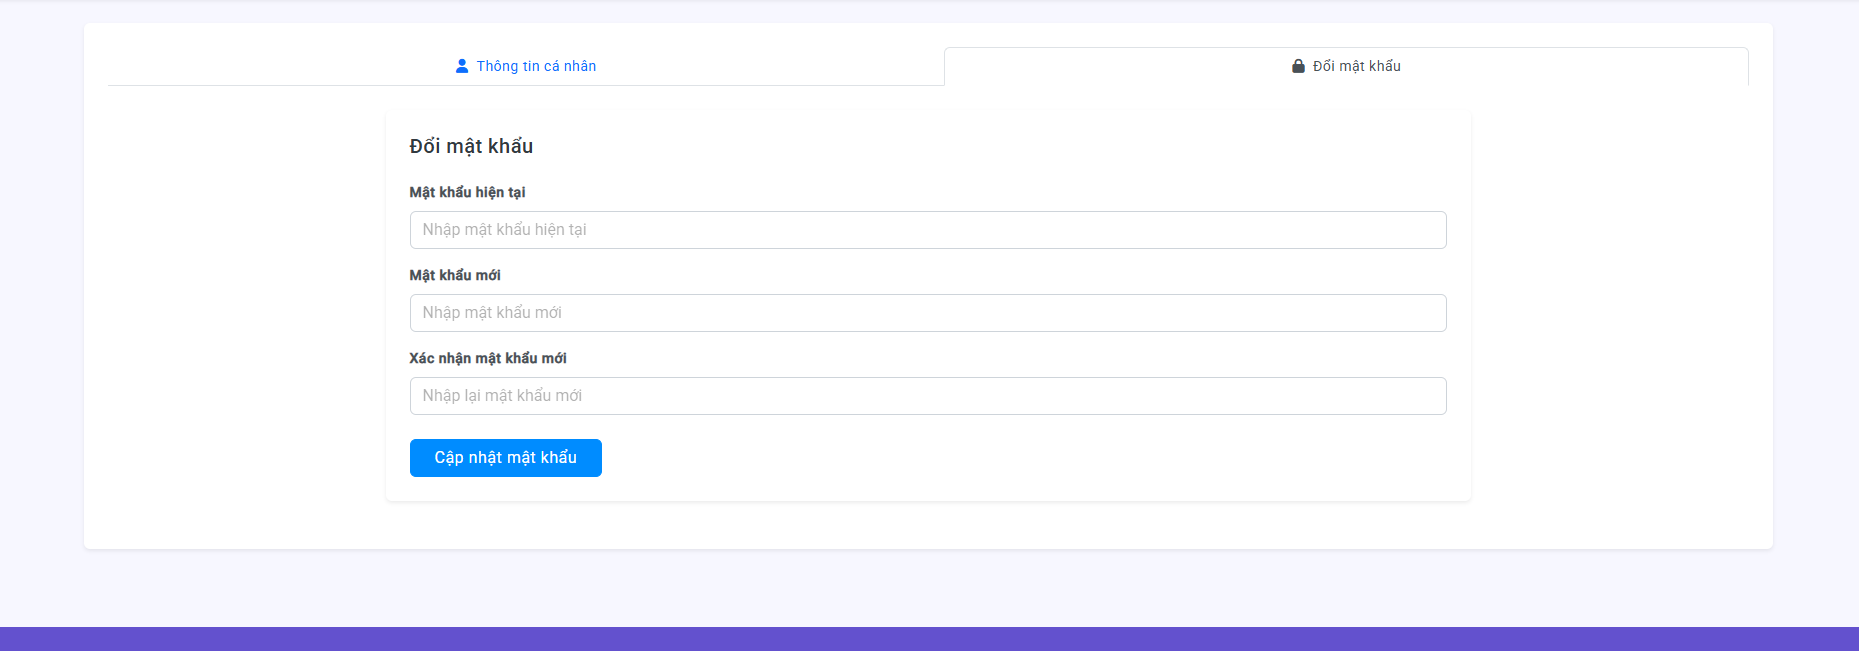 Thông tin cá nhân
Đổi mật khẩu
Đổi mật khẩu
Mật khẩu hiện tại
Nhập mật khẩu hiện tại
Mật khẩu mới
Nhập mật khẩu mới
Xác nhận mật khẩu mới
Nhập lại mật khẩu mới
Cập nhật mật khẩu